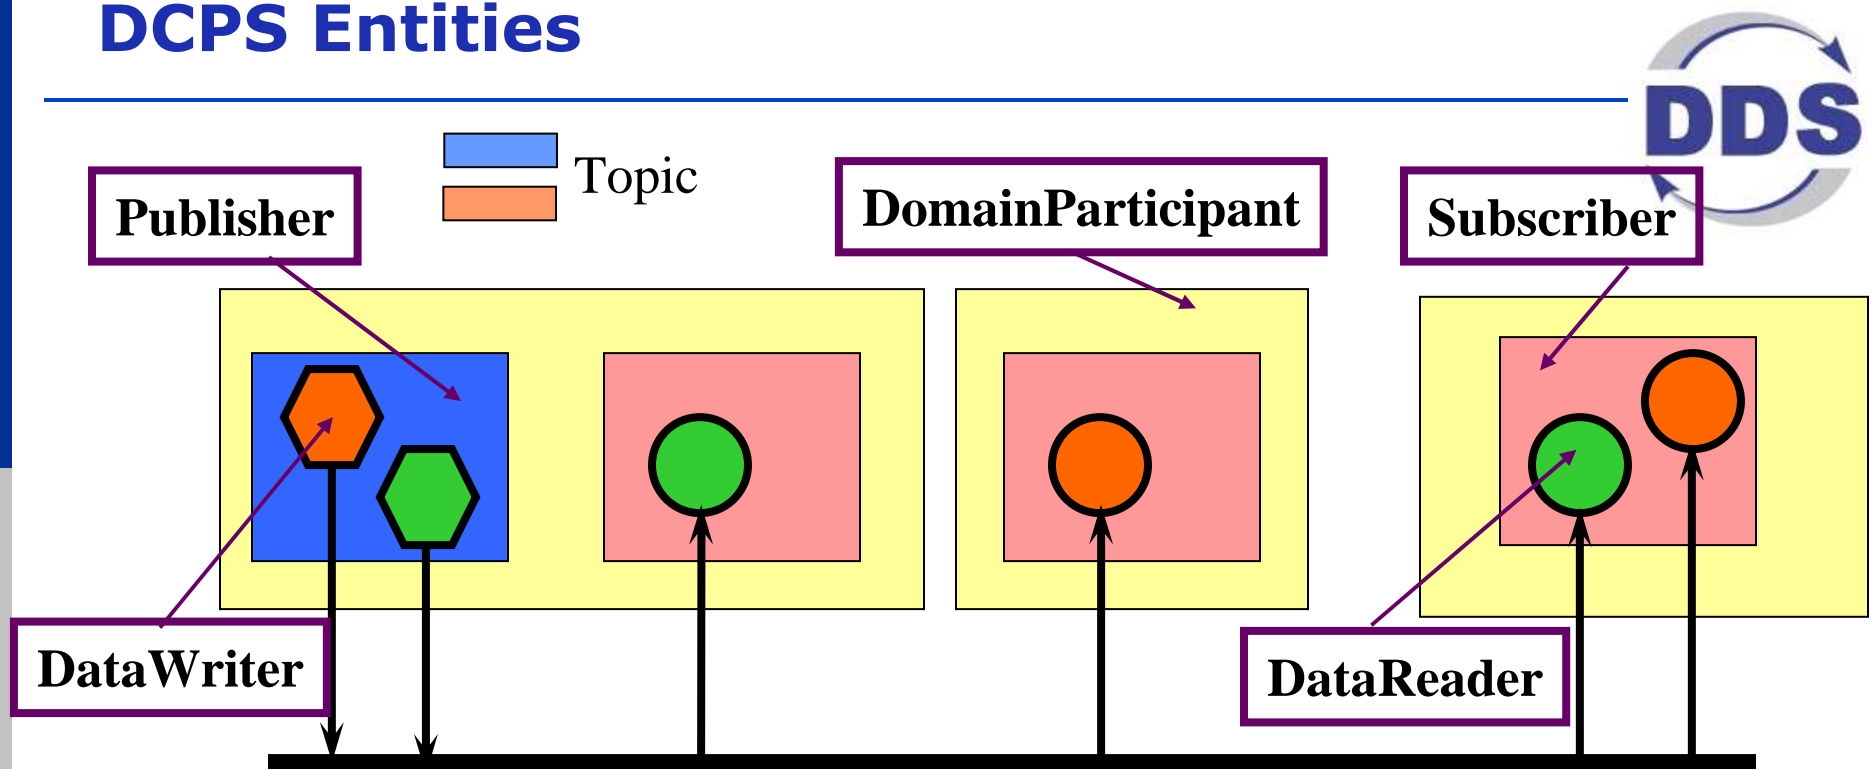 DCPS Entities
DDS
Topic
Publisher
DomainParticipant
Subscriber
DataWriter
DataReader